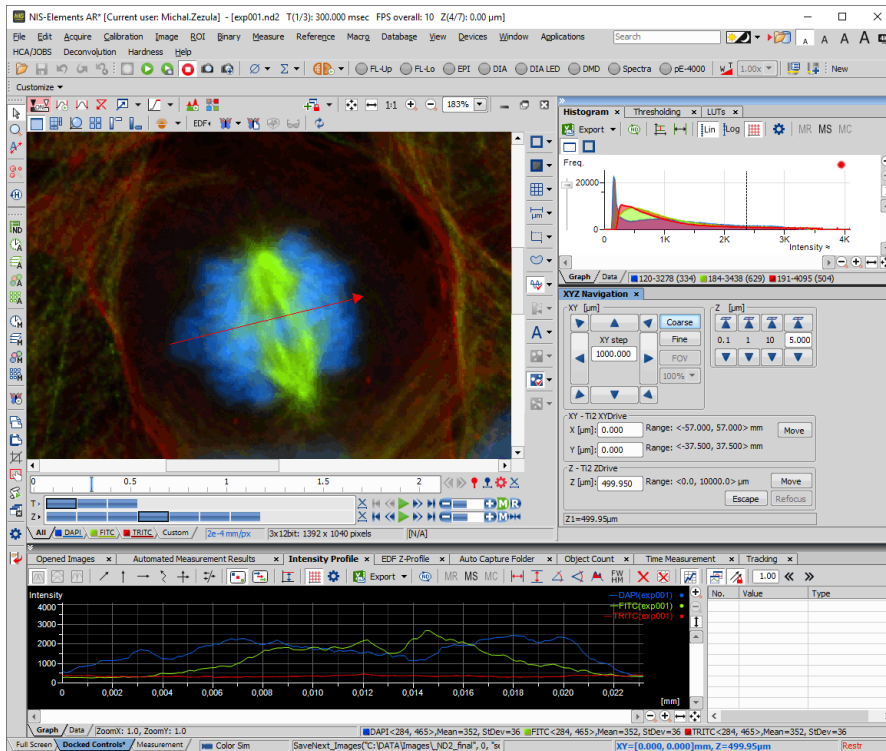 NIS-Elements AR* [Current user: Michal.Zezula] - [exp001.nd2 T(1/3): 300.000 msec FPS overall: 10 Z(4/7): 0.00 µm]
File Edit Acquire Calibration Image ROI Binary Measure Reference Macro Database View Devices Window Applications Search
HCA/JOBS Deconvolution Hardness Help
FL-Up FL-Lo EPI DIA DIA LED DMD Spectra pE-4000 1.00x New
Customize
1:1 183%
EDF
Histogram × Thresholding × LUTs ×
Export ND Lin Log MR MS MC
Freq.
20000
0
0 1K 2K 3K 4K
Intensity ≈
Graph Data 120-3278 (334) 184-3438 (629) 191-4095 (504)
XYZ Navigation ×
XY [µm] Z [µm]
XY step
1000.000
Coarse
Fine
FOV
100%
0.1 1 10 5.000
XY - Ti2 XYDrive
X [µm]: 0.000 Range: <-57.000, 57.000> mm Move
Y [µm]: 0.000 Range: <-37.500, 37.500> mm
Z - Ti2 ZDrive
Z [µm]: 499.950 Range: <0.0, 10000.0> µm Move
Escape Refocus
Z1=499.95µm
0 0.5 1 1.5 2
T
Z
All DAPI FITC TRITC Custom 2e-4 mm/px 3x12bit: 1392 x 1040 pixels [N/A]
Opened Images × Automated Measurement Results × Intensity Profile × EDF Z-Profile × Auto Capture Folder × Object Count × Time Measurement × Tracking ×
Export ND MR MS MC FW HM 1.00
Intensity
4000
3000
2000
1000
0
DAPI(exp001)
FITC(exp001)
TRITC(exp001)
0 0,002 0,004 0,006 0,008 0,010 0,012 0,014 0,016 0,018 0,020 0,022
[mm]
No. Value Type
Graph Data ZoomX: 1.0, ZoomY: 1.0 DAPI<284, 465>,Mean=352, StDev=36 FITC<284, 465>,Mean=352, StDev=36 TRITC<284, 465>,Mean=352, StDev=36
Full Screen Docked Controls* Measurement Color Sim SaveNext_Images("C:\DATA\Images\_ND2_final", 0, "se XY=[0.000, 0.000]mm, Z=499.95µm Restr